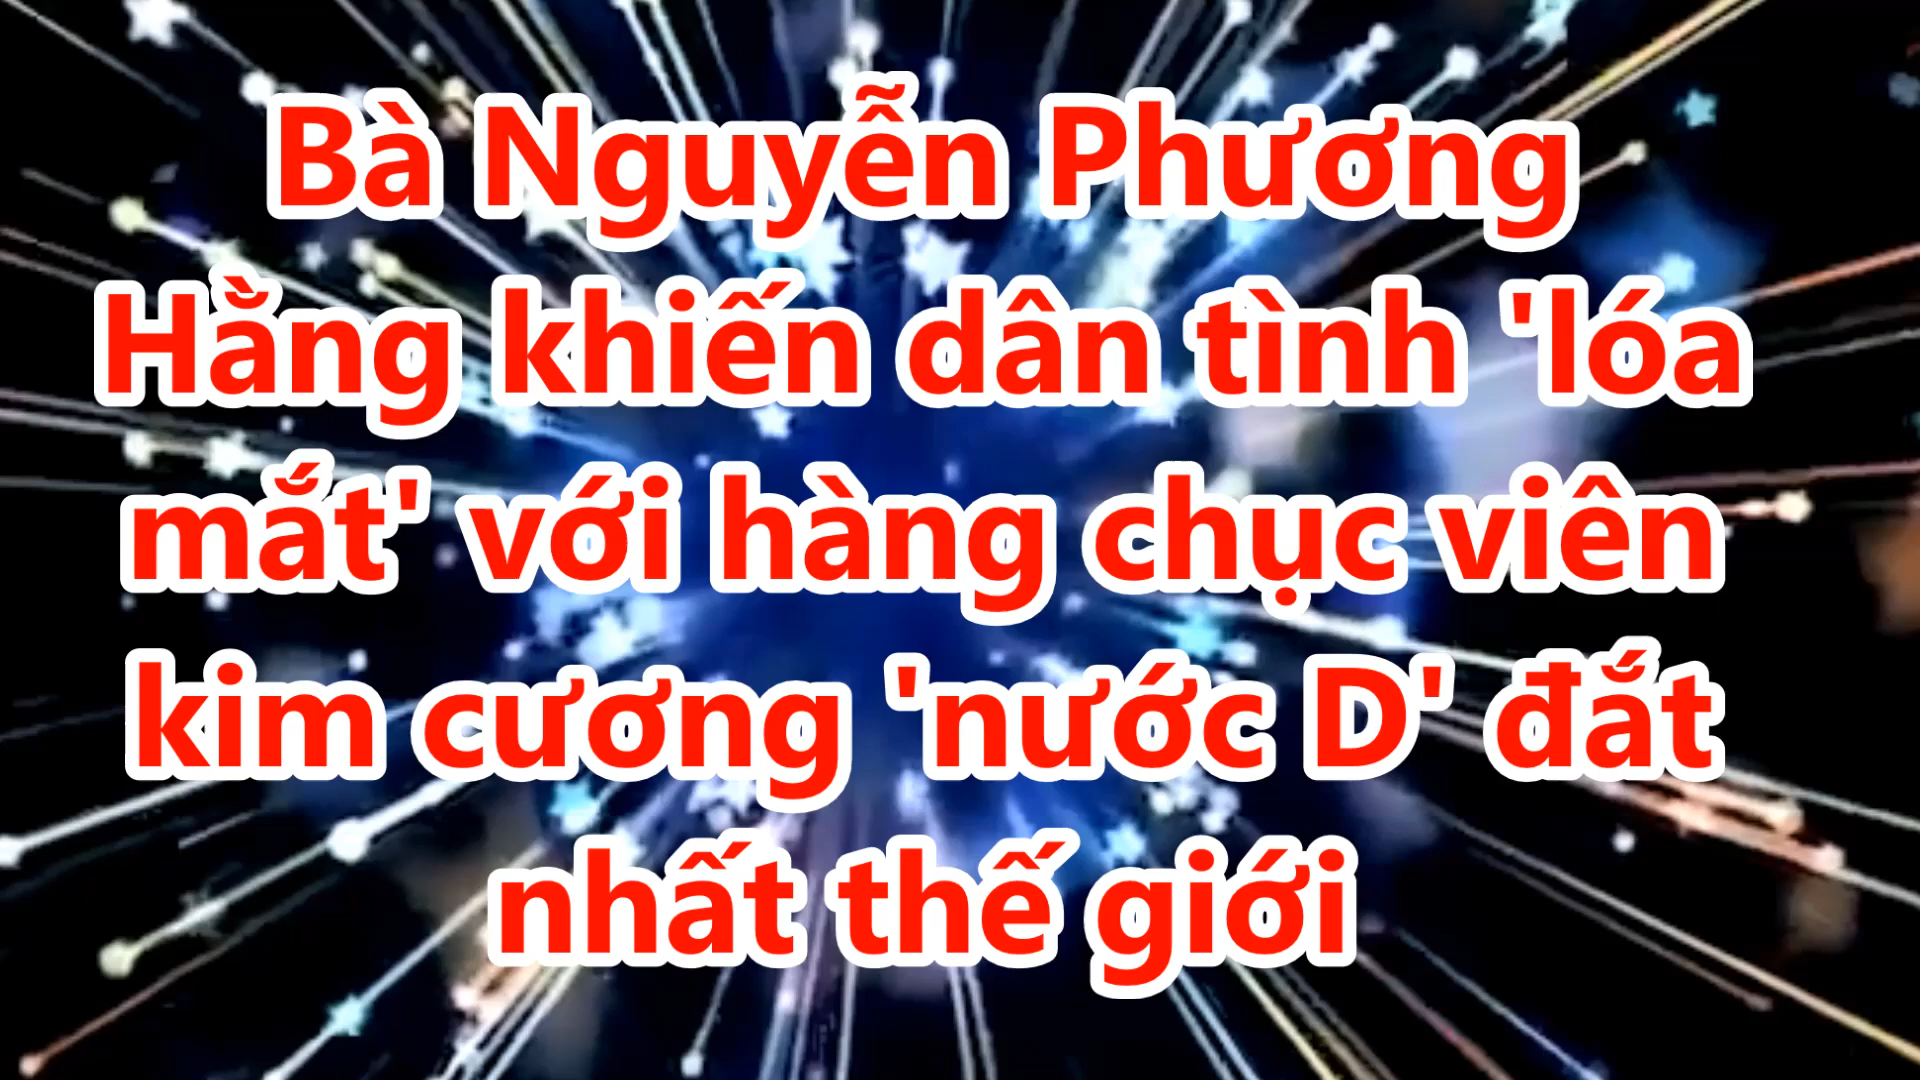 Bà Nguyễn Phương
Hằng khiến dân tình 'lóa
mắt' với hàng chục viên
kim cương 'nước D' đắt
nhất thế giới